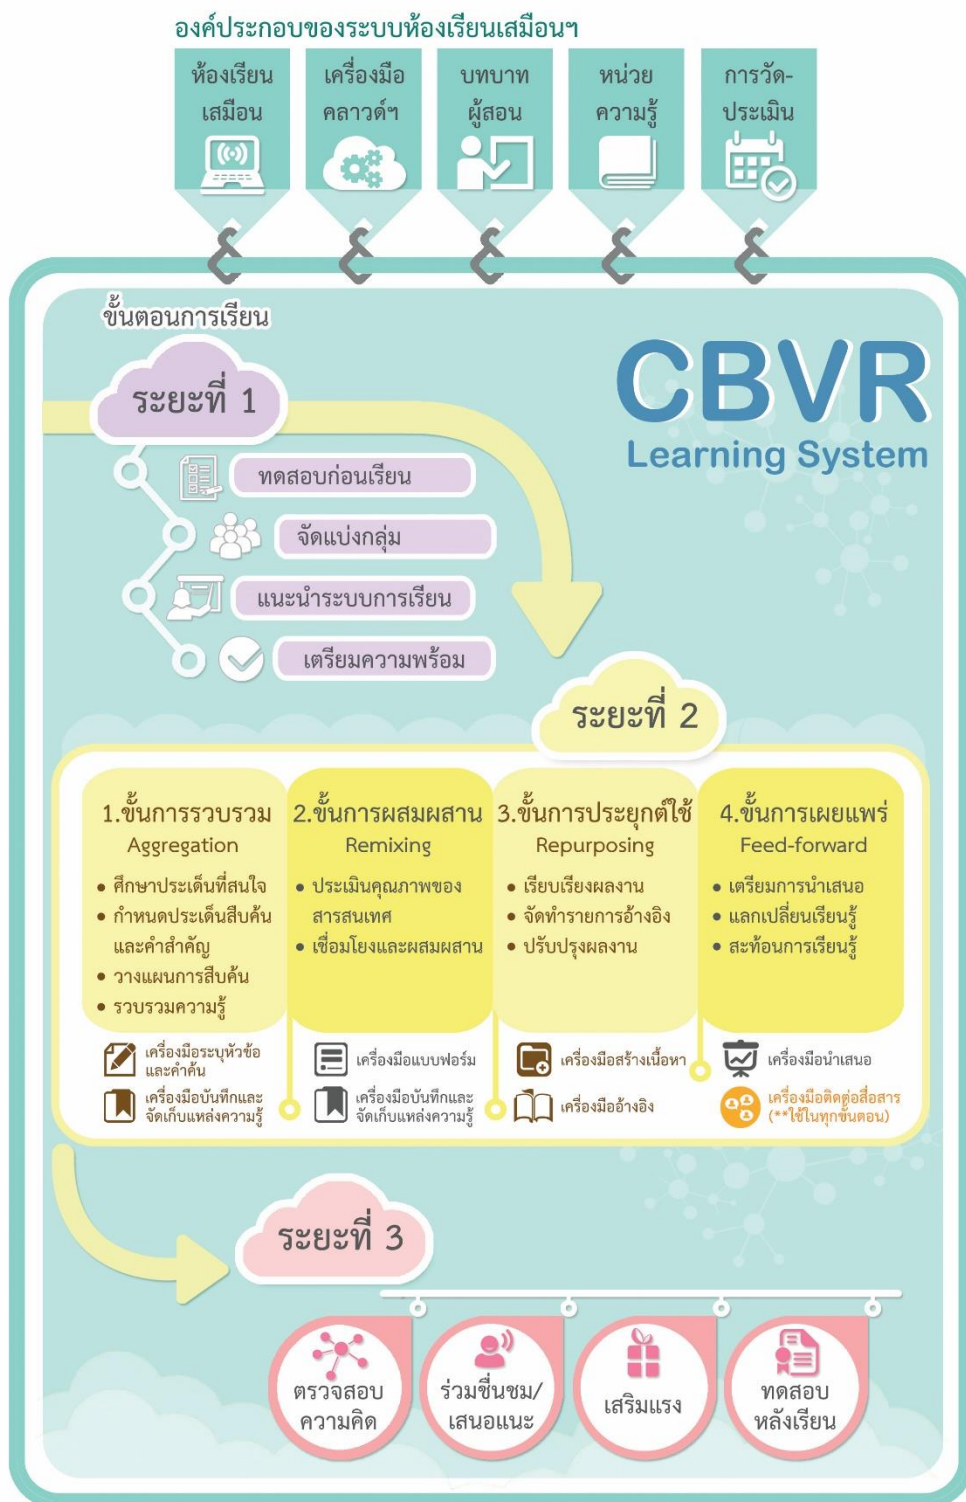 องค์ประกอบของระบบห้องเรียนเสมือนฯ
ห้องเรียน
เสมือน
เครื่องมือ
คลาวด์ฯ
บทบาท
ผู้สอน
หน่วย
ความรู้
การวัด-
ประเมิน
ขั้นตอนการเรียน
CBVR
Learning System
ระยะที่ 1
ทดสอบก่อนเรียน
จัดแบ่งกลุ่ม
แนะนำระบบการเรียน
เตรียมความพร้อม
ระยะที่ 2
1.ขั้นการรวบรวม
Aggregation
• ศึกษาประเด็นที่สนใจ
• กำหนดประเด็นสืบค้น
และคำสำคัญ
• วางแผนการสืบค้น
• รวบรวมความรู้
เครื่องมือระบุหัวข้อ
และคำค้น
เครื่องมือบันทึกและ
จัดเก็บแหล่งความรู้
2.ขั้นการผสมผสาน
Remixing
• ประเมินคุณภาพของ
สารสนเทศ
• เชื่อมโยงและผสมผสาน
เครื่องมือแบบฟอร์ม
เครื่องมือบันทึกและ
จัดเก็บแหล่งความรู้
3.ขั้นการประยุกต์ใช้
Repurposing
• เรียบเรียงผลงาน
• จัดทำรายการอ้างอิง
• ปรับปรุงผลงาน
เครื่องมือสร้างเนื้อหา
เครื่องมืออ้างอิง
4.ขั้นการเผยแพร่
Feed-forward
• เตรียมการนำเสนอ
• แลกเปลี่ยนเรียนรู้
• สะท้อนการเรียนรู้
เครื่องมือนำเสนอ
เครื่องมือติดต่อสื่อสาร
(**ใช้ในทุกขั้นตอน)
ระยะที่ 3
ตรวจสอบ
ความคิด
ร่วมชื่นชม/
เสนอแนะ
เสริมแรง
ทดสอบ
หลังเรียน